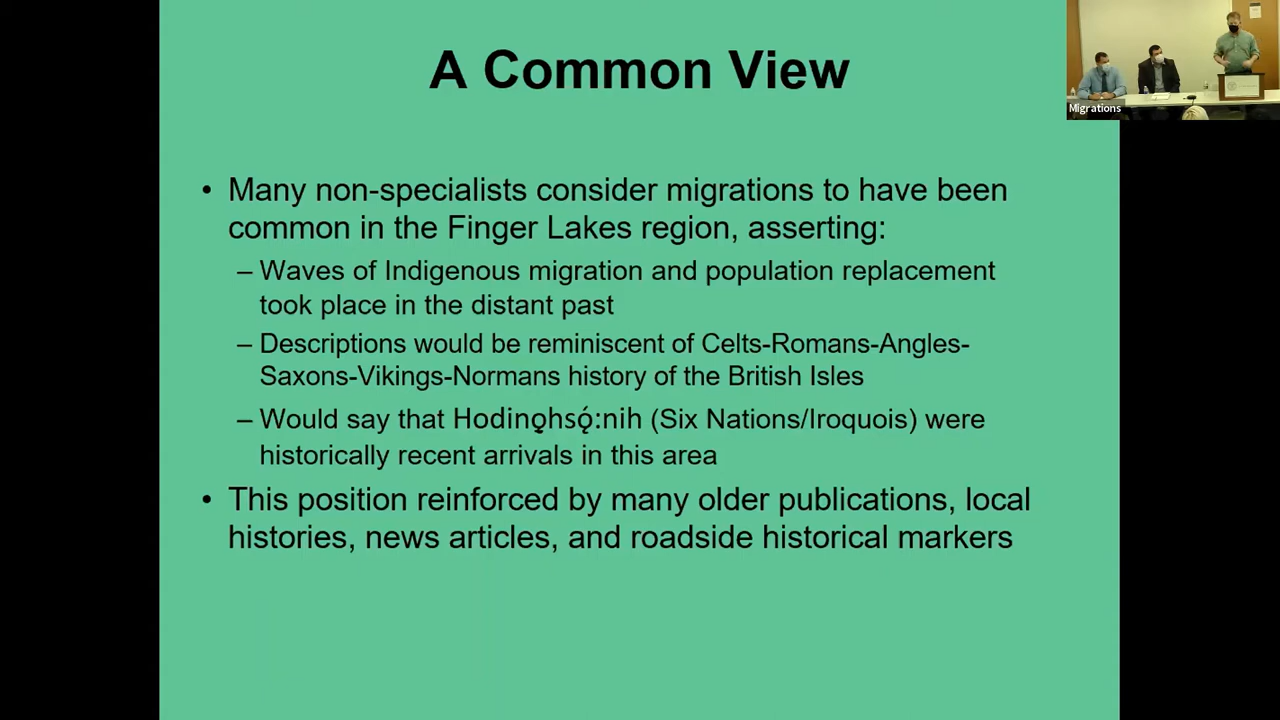 A Common View
• Many non-specialists consider migrations to have been
common in the Finger Lakes region, asserting:
– Waves of Indigenous migration and population replacement
took place in the distant past
– Descriptions would be reminiscent of Celts-Romans-Angles-
Saxons-Vikings-Normans history of the British Isles
– Would say that Hodinǫhsǫ́:nih (Six Nations/Iroquois) were
historically recent arrivals in this area
• This position reinforced by many older publications, local
histories, news articles, and roadside historical markers
Migrations